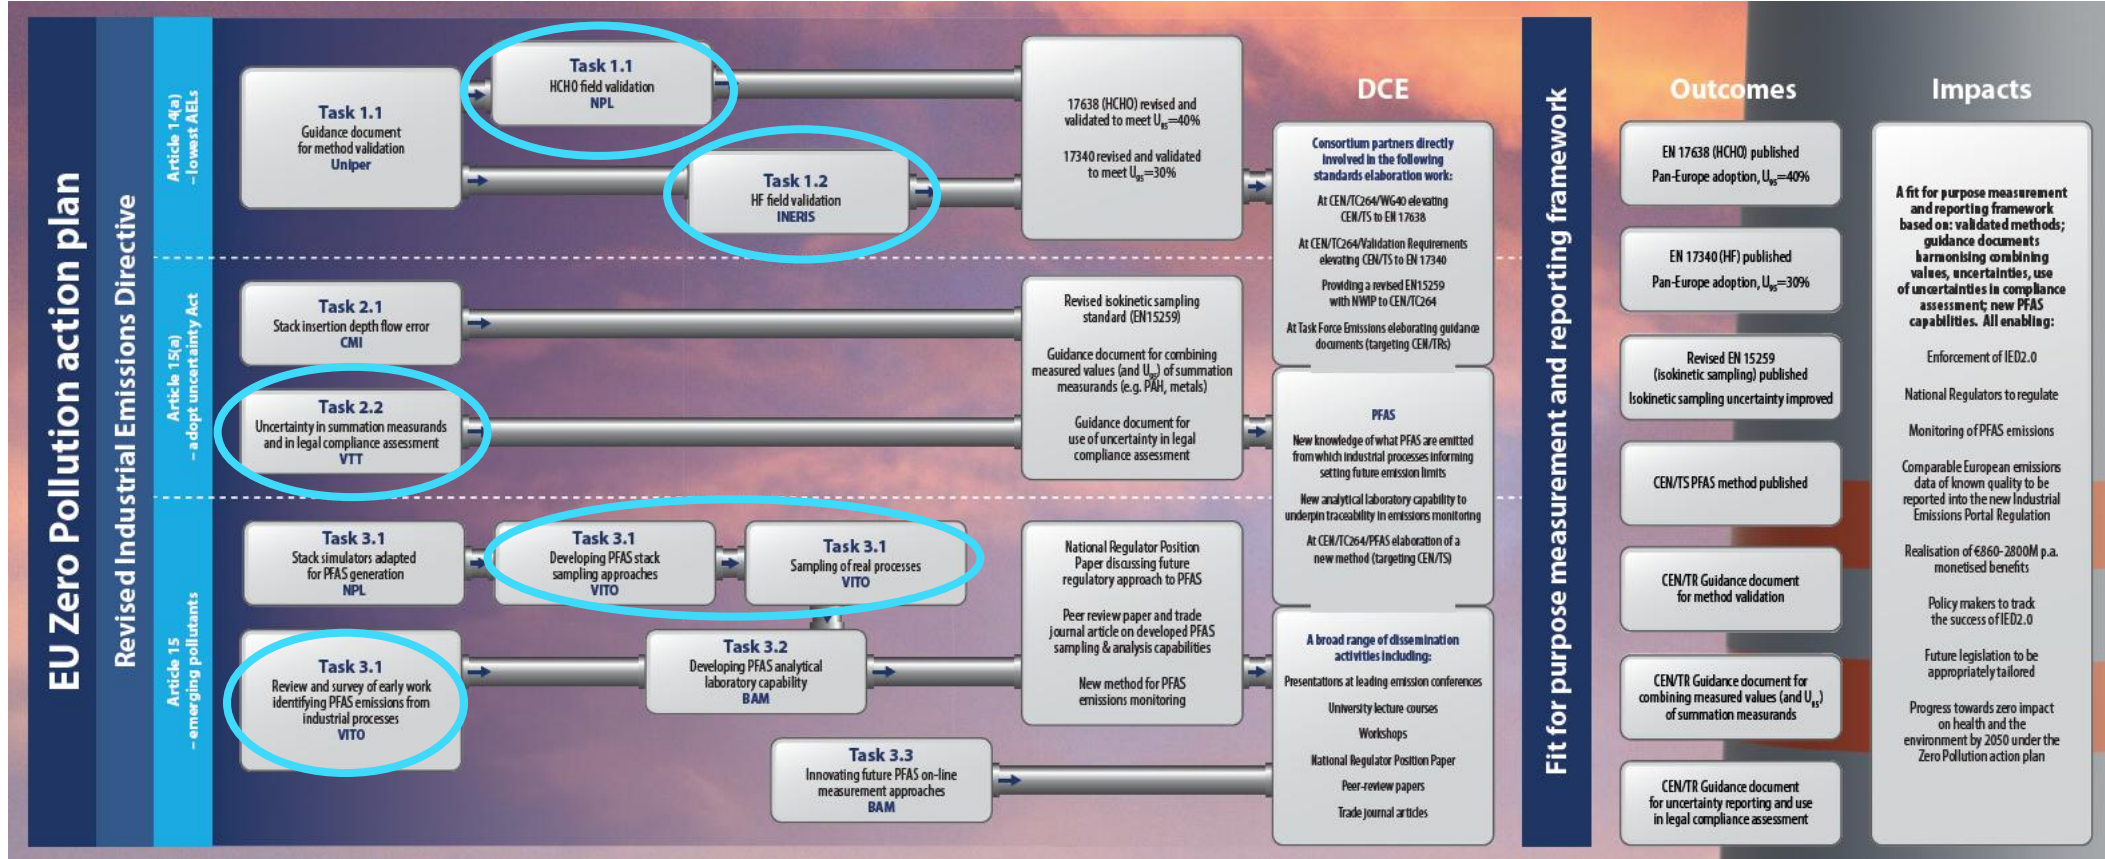 EU Zero Pollution action plan
Revised Industrial Emissions Directive
Article 14(a)
– lowest AELs
Task 1.1
Guidance document
for method validation
Uniper
Task 1.1
HCHO field validation
NPL
Task 1.2
HF field validation
INERIS
17638 (HCHO) revised and
validated to meet U95=40%
17340 revised and validated
to meet U95=30%
Article 15(a)
– adopt uncertainty Act
Task 2.1
Stack insertion depth flow error
CMI
Task 2.2
Uncertainty in summation measurands
and in legal compliance assessment
VTT
Revised isokinetic sampling
standard (EN15259)
Guidance document for combining
measured values (and U95) of summation
measurands (e.g. PAH, metals)
Guidance document for
use of uncertainty in legal
compliance assessment
Article 15
– emerging pollutants
Task 3.1
Stack simulators adapted
for PFAS generation
NPL
Task 3.1
Developing PFAS stack
sampling approaches
VITO
Task 3.1
Sampling of real processes
VITO
Task 3.1
Review and survey of early work
identifying PFAS emissions from
industrial processes
VITO
Task 3.2
Developing PFAS analytical
laboratory capability
BAM
Task 3.3
Innovating future PFAS on-line
measurement approaches
BAM
National Regulator Position
Paper discussing future
regulatory approach to PFAS
Peer review paper and trade
journal article on developed PFAS
sampling & analysis capabilities
New method for PFAS
emissions monitoring
DCE
Consortium partners directly
involved in the following
standards elaboration work:
At CEN/TC264/WG40 elevating
CEN/TS to EN 17638
At CEN/TC264/Validation Requirements
elevating CEN/TS to EN 17340
Providing a revised EN15259
with NWIP to CEN/TC264
At Task Force Emissions eleborating guidance
documents (targeting CEN/TRs)
PFAS
New knowledge of what PFAS are emitted
from which industrial processes informing
setting future emission limits
New analytical laboratory capability to
underpin traceability in emissions monitoring
At CEN/TC264/PFAS elaboration of a
new method (targeting CEN/TS)
A broad range of dissemination
activities including:
Presentations at leading emission conferences
University lecture courses
Workshops
National Regulator Position Paper
Peer-review papers
Trade journal articles
Fit for purpose measurement and reporting framework
Outcomes
EN 17638 (HCHO) published
Pan-Europe adoption, U95=40%
EN 17340 (HF) published
Pan-Europe adoption, U95=30%
Revised EN 15259
(isokinetic sampling) published
Isokinetic sampling uncertainty improved
CEN/TS PFAS method published
CEN/TR Guidance document
for method validation
CEN/TR Guidance document for
combining measured values (and U95)
of summation measurands
CEN/TR Guidance document
for uncertainty reporting and use
in legal compliance assessment
Impacts
A fit for purpose measurement
and reporting framework
based on: validated methods;
guidance documents
harmonising combining
values, uncertainties, use
of uncertainties in compliance
assessment; new PFAS
capabilities. All enabling:
Enforcement of IED2.0
National Regulators to regulate
Monitoring of PFAS emissions
Comparable European emissions
data of known quality to be
reported into the new Industrial
Emissions Portal Regulation
Realisation of €860-2800M p.a.
monetised benefits
Policy makers to track
the success of IED2.0
Future legislation to be
appropriately tailored
Progress towards zero impact
on health and the
environment by 2050 under the
Zero Pollution action plan